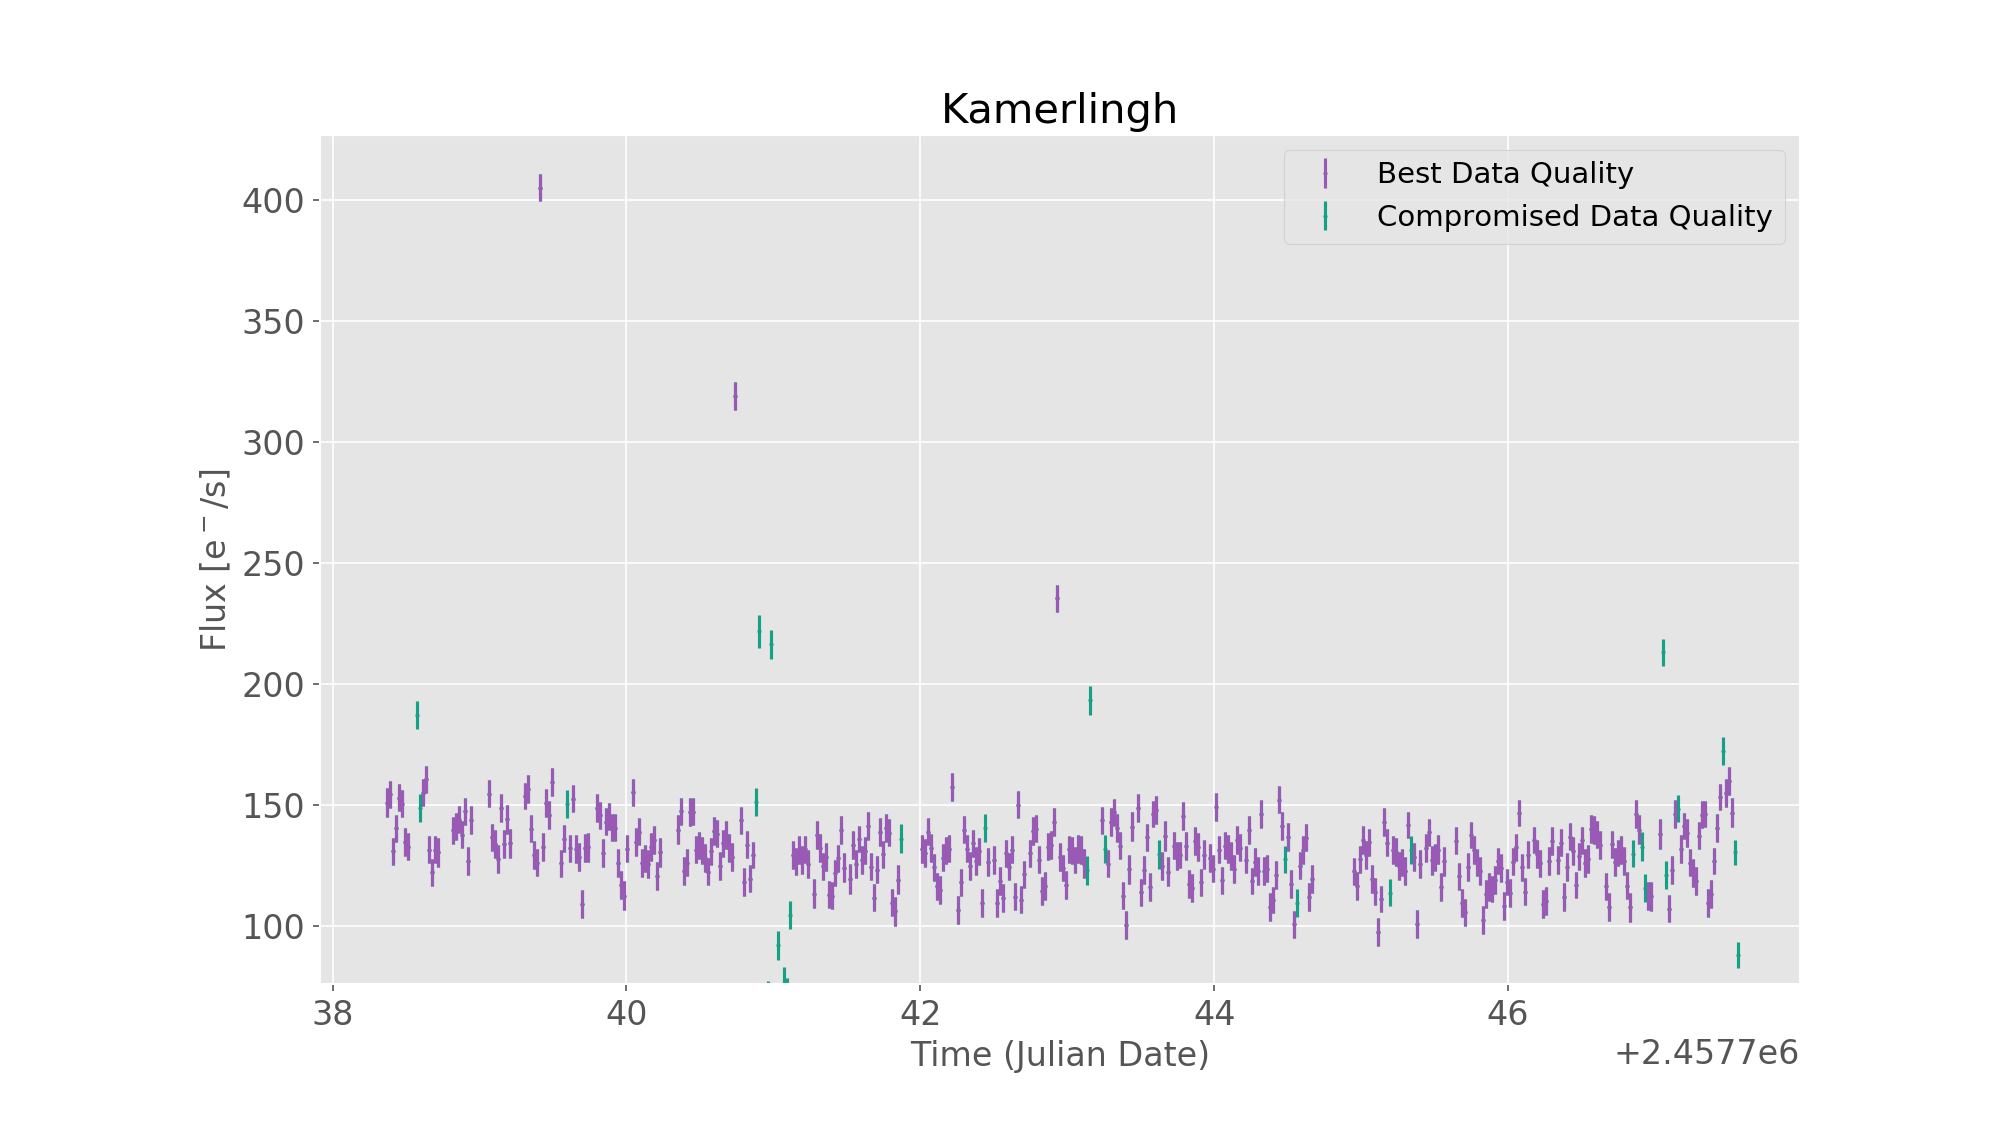 Kamerlingh
Best Data Quality
Compromised Data Quality
400
350
300
250
200
150
100
Flux [e⁻/s]
38 40 42 44 46
Time (Julian Date)
+2.4577e6